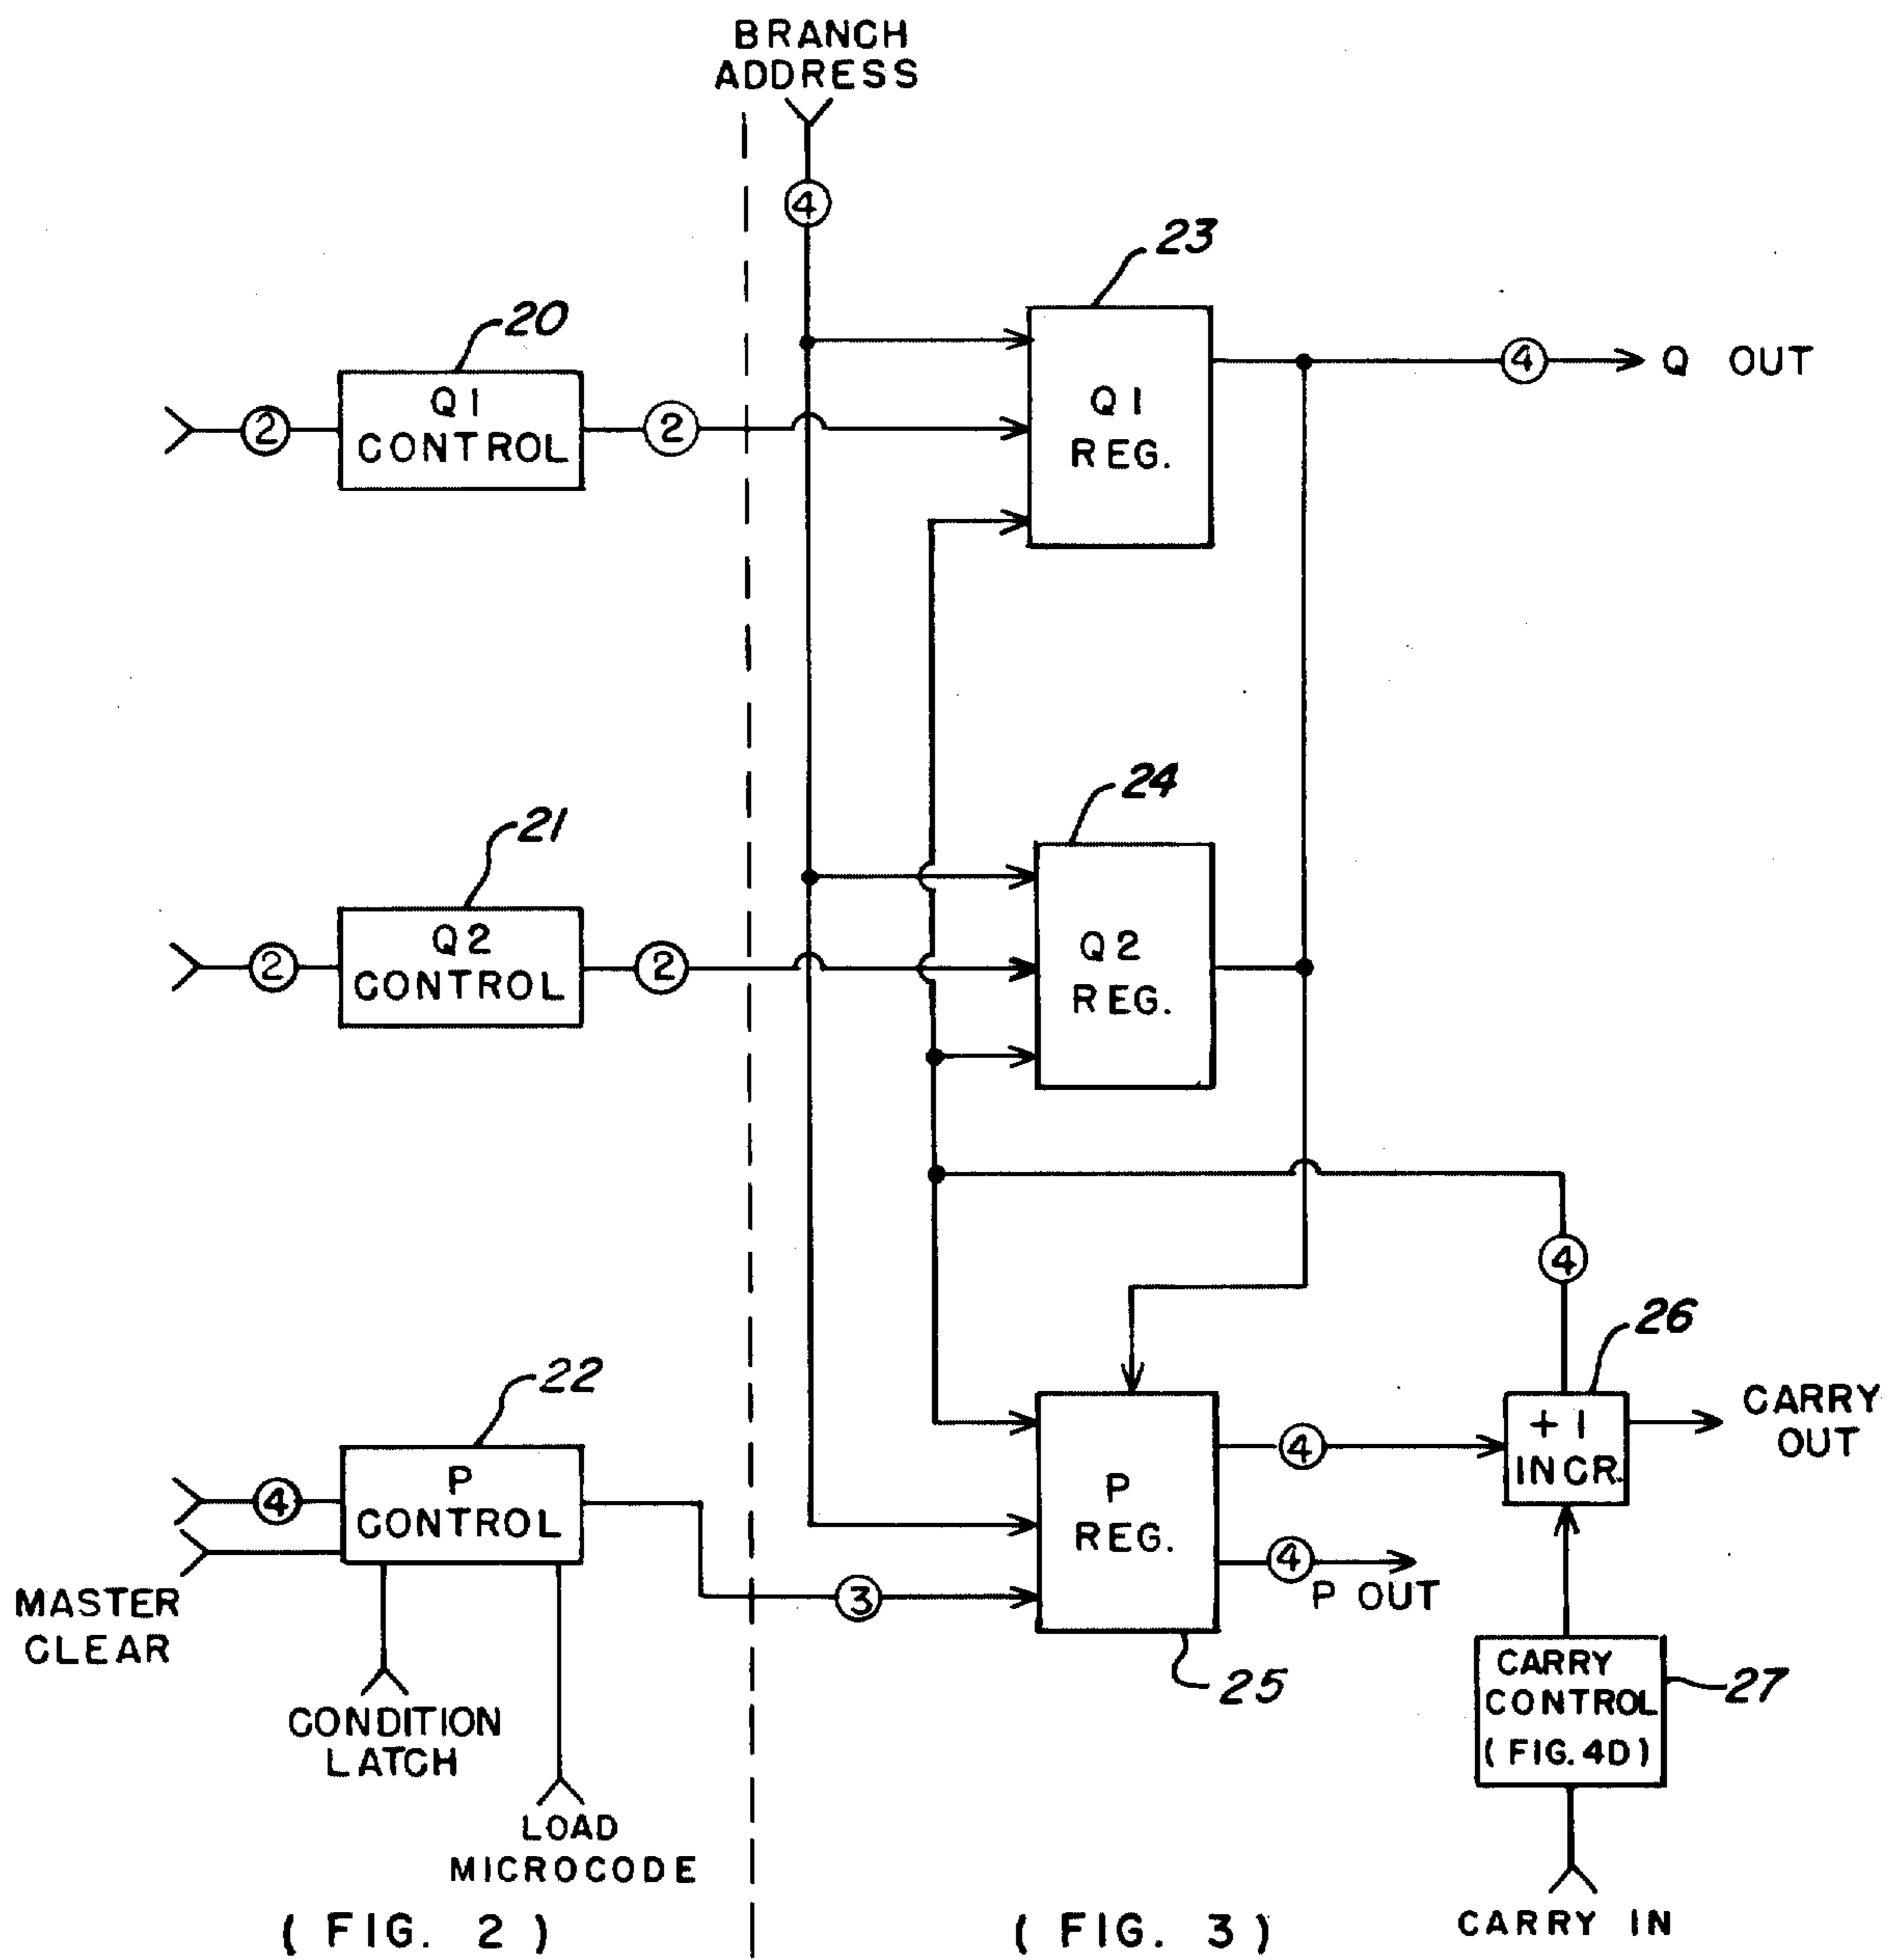 BRANCH
ADDRESS
4
23
20
Q1
CONTROL
2
2
Q1
REG.
4
Q OUT
24
21
Q2
CONTROL
2
2
Q2
REG.
4
26
22
P
CONTROL
4
+1
INCR.
CARRY
OUT
4
P
REG.
4
P OUT
3
MASTER
CLEAR
25
CARRY
CONTROL
(FIG. 4D)
27
CONDITION
LATCH
LOAD
MICROCODE
CARRY IN
( FIG. 2 )
( FIG. 3 )